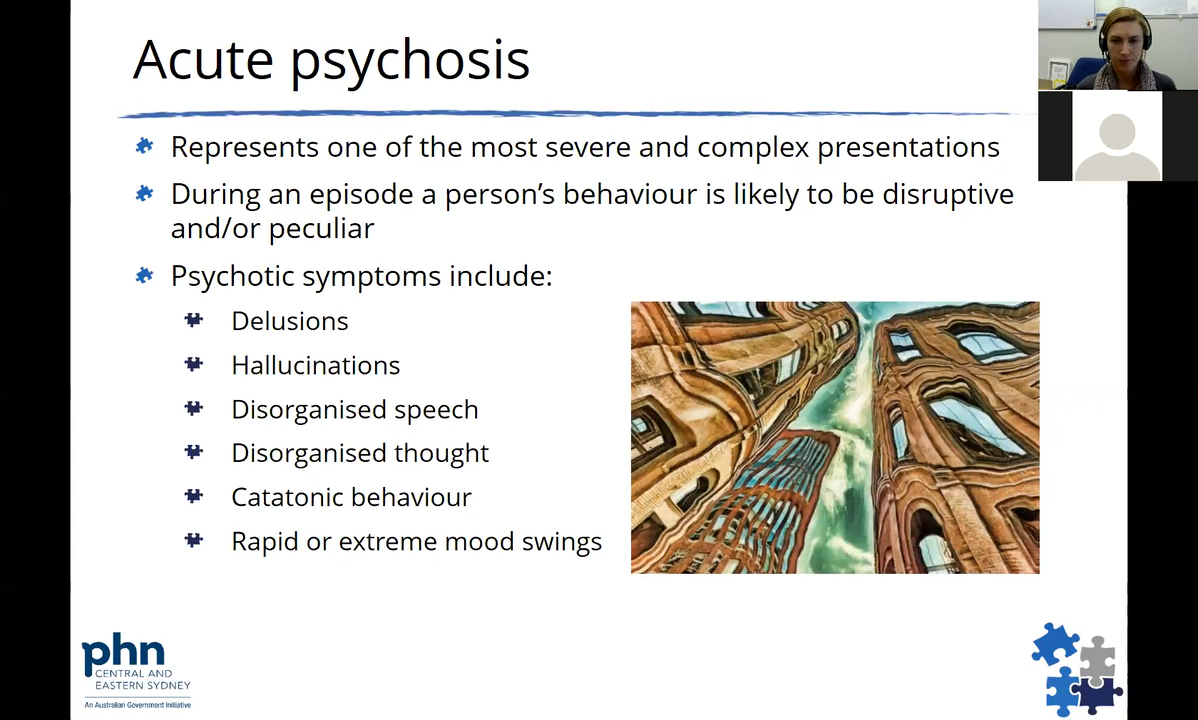 Acute psychosis
Represents one of the most severe and complex presentations
During an episode a person’s behaviour is likely to be disruptive
and/or peculiar
Psychotic symptoms include:
Delusions
Hallucinations
Disorganised speech
Disorganised thought
Catatonic behaviour
Rapid or extreme mood swings
phn
CENTRAL AND
EASTERN SYDNEY
An Australian Government Initiative